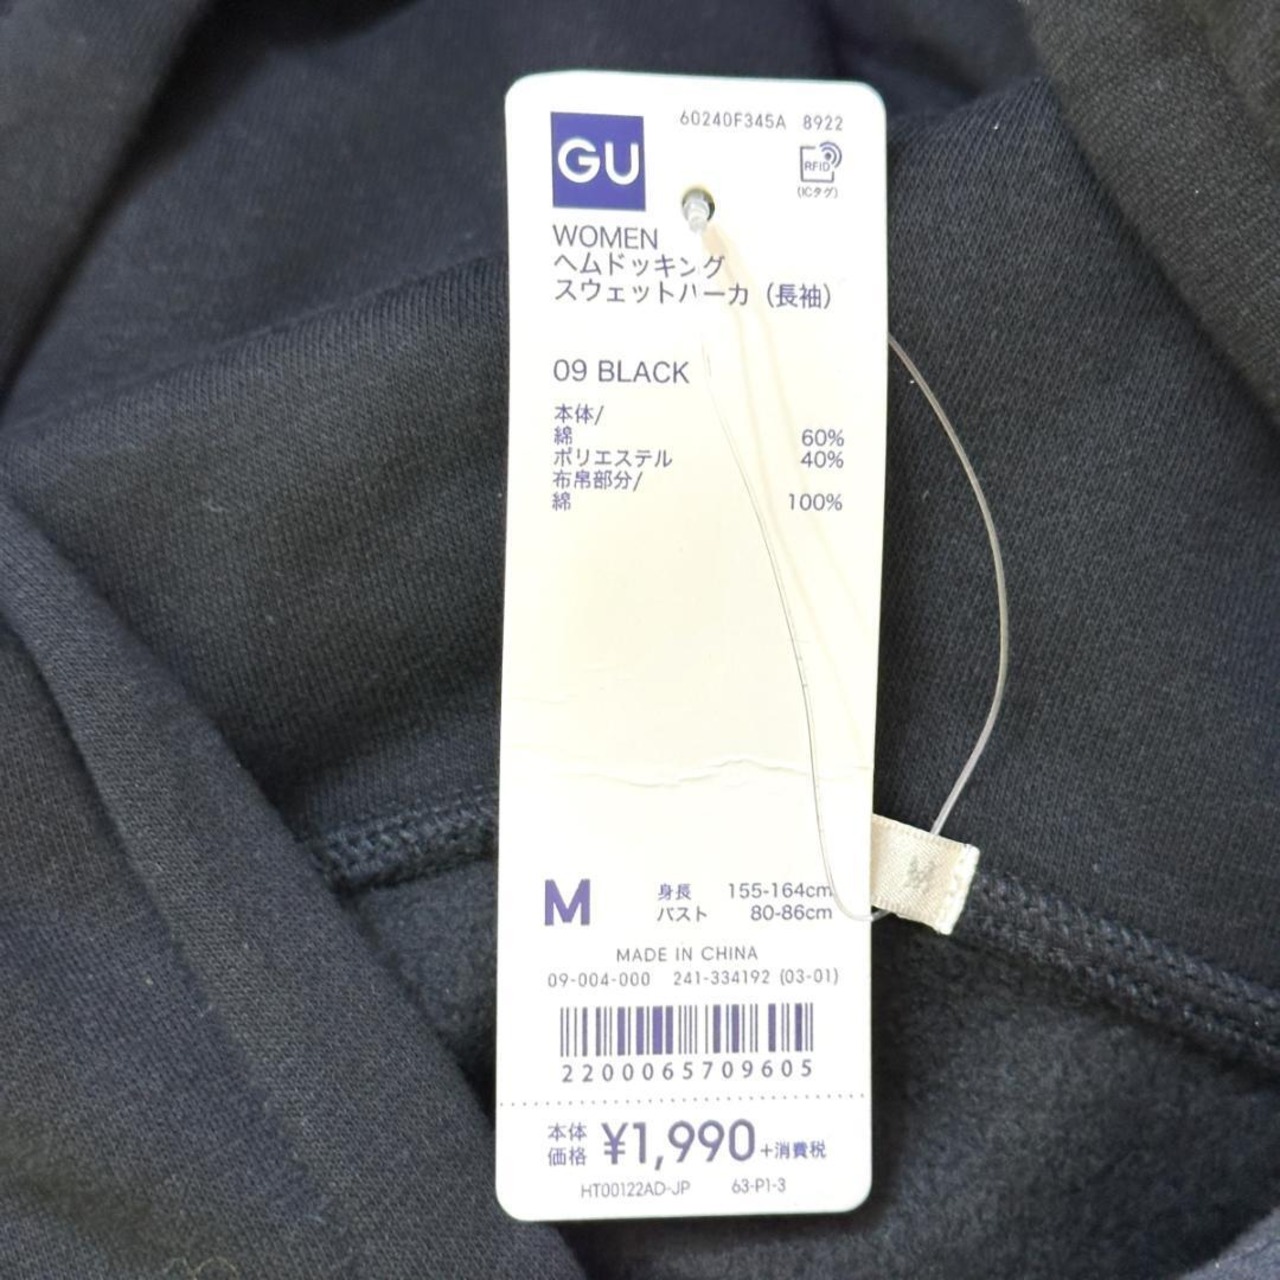 60240F345A 8922
GU
RFID
(ICタグ)
WOMEN
ヘムドッキング
スウェットパーカ（長袖）
09 BLACK
本体/
綿 60%
ポリエステル 40%
布帛部分/
綿 100%
M 身長 155-164cm
バスト 80-86cm
M
MADE IN CHINA
09-004-000 241-334192 (03-01)
2200065709605
本体価格 ¥1,990+消費税
HT00122AD-JP 63-P1-3